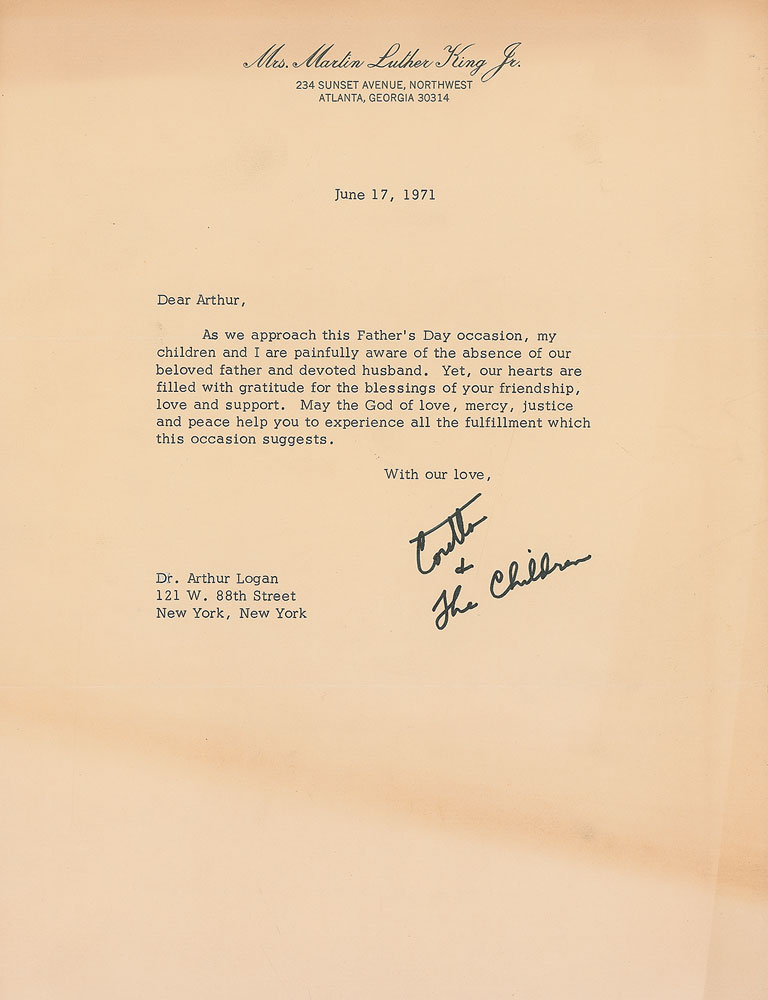 Mrs. Martin Luther King Jr.
234 SUNSET AVENUE, NORTHWEST
ATLANTA, GEORGIA 30314
June 17, 1971
Dear Arthur,
As we approach this Father's Day occasion, my
children and I are painfully aware of the absence of our
beloved father and devoted husband. Yet, our hearts are
filled with gratitude for the blessings of your friendship,
love and support. May the God of love, mercy, justice
and peace help you to experience all the fulfillment which
this occasion suggests.
With our love,
Coretta
+
The Children
Dr. Arthur Logan
121 W. 88th Street
New York, New York